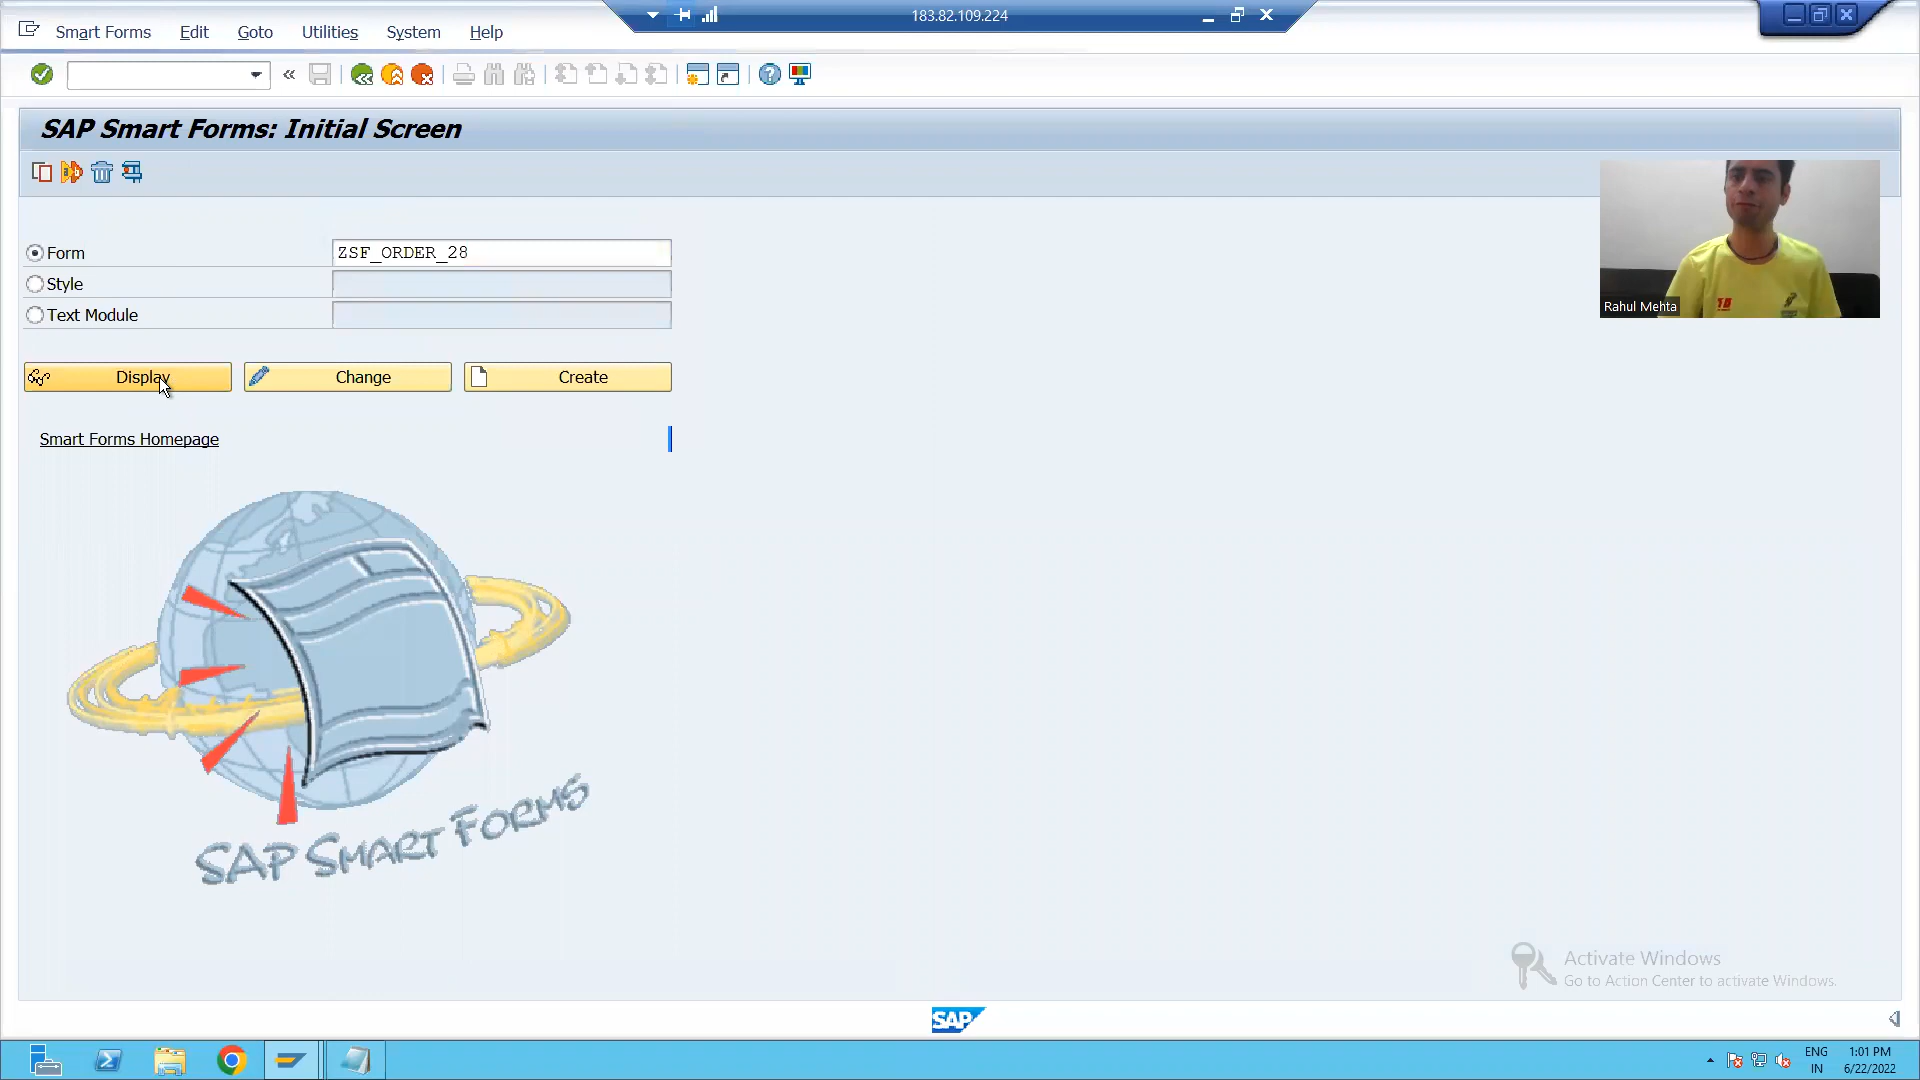 183.82.109.224
Smart Forms Edit Goto Utilities System Help
SAP Smart Forms: Initial Screen
Form ZSF_ORDER_28
Style
Text Module
Rahul Mehta
Display Change Create
Smart Forms Homepage
SAP SMART FORMS
Activate Windows
Go to Action Center to activate Windows.
SAP
ENG 1:01 PM
IN 6/22/2022